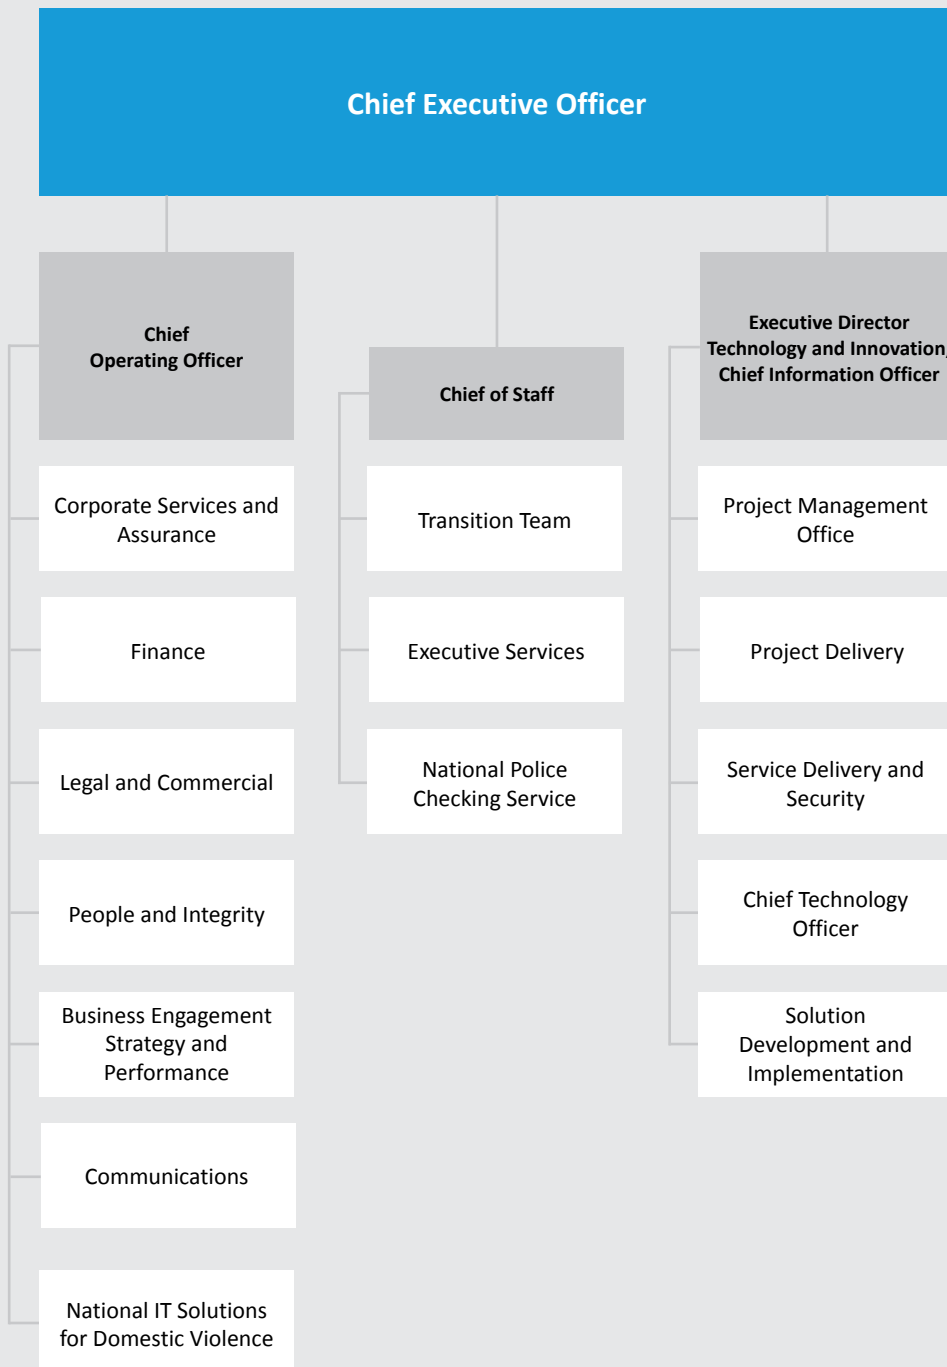 Chief Executive Officer
Chief
Operating Officer
Corporate Services and
Assurance
Finance
Legal and Commercial
People and Integrity
Business Engagement
Strategy and
Performance
Communications
National IT Solutions
for Domestic Violence
Chief of Staff
Transition Team
Executive Services
National Police
Checking Service
Executive Director
Technology and Innovation,
Chief Information Officer
Project Management
Office
Project Delivery
Service Delivery and
Security
Chief Technology
Officer
Solution
Development and
Implementation